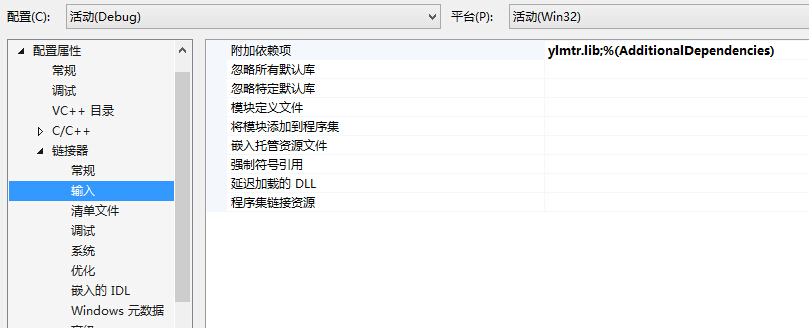 配置(C): 活动(Debug) 平台(P): 活动(Win32)
配置属性
常规
调试
VC++ 目录
C/C++
链接器
常规
输入
清单文件
调试
系统
优化
嵌入的 IDL
Windows 元数据
附加依赖项 ylmtr.lib;%(AdditionalDependencies)
忽略所有默认库
忽略特定默认库
模块定义文件
将模块添加到程序集
嵌入托管资源文件
强制符号引用
延迟加载的 DLL
程序集链接资源